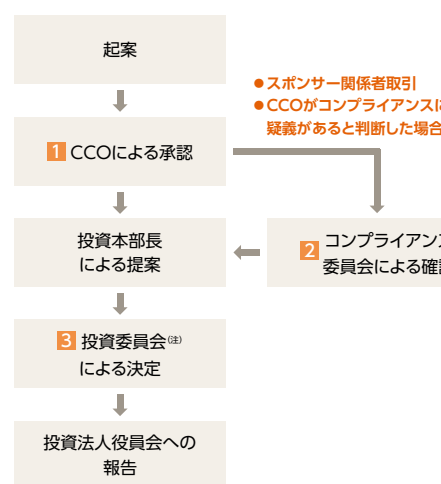 起案
●スポンサー関係者取引
●CCOがコンプライアンスに
疑義があると判断した場合
1 CCOによる承認
投資本部長
による提案
2 コンプライアン
委員会による確
3 投資委員会(注)
による決定
投資法人役員会への
報告